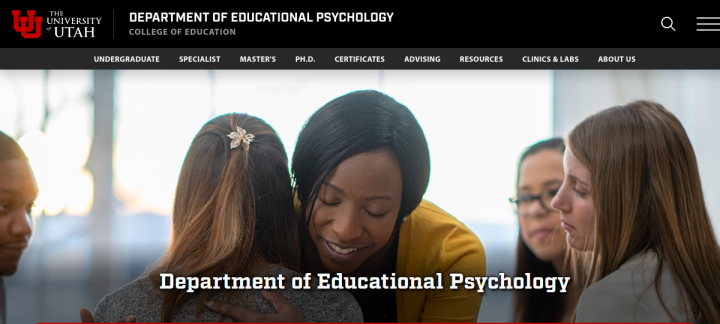 THE
UNIVERSITY
of UTAH
DEPARTMENT OF EDUCATIONAL PSYCHOLOGY
COLLEGE OF EDUCATION
UNDERGRADUATE SPECIALIST MASTER'S PH.D. CERTIFICATES ADVISING RESOURCES CLINICS & LABS ABOUT US
Department of Educational Psychology